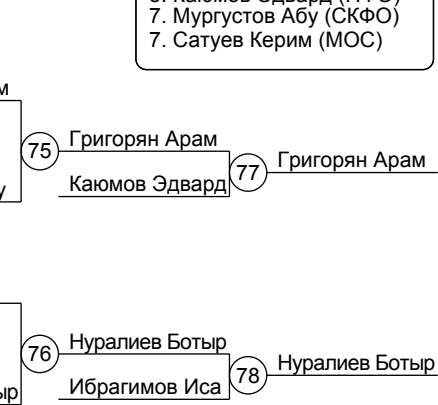 7. Мургустов Абу (СКФО)
7. Сатуев Керим (МОС)
75
Григорян Арам
Каюмов Эдвард
77
Григорян Арам
76
Нуралиев Ботыр
Ибрагимов Иса
78
Нуралиев Ботыр